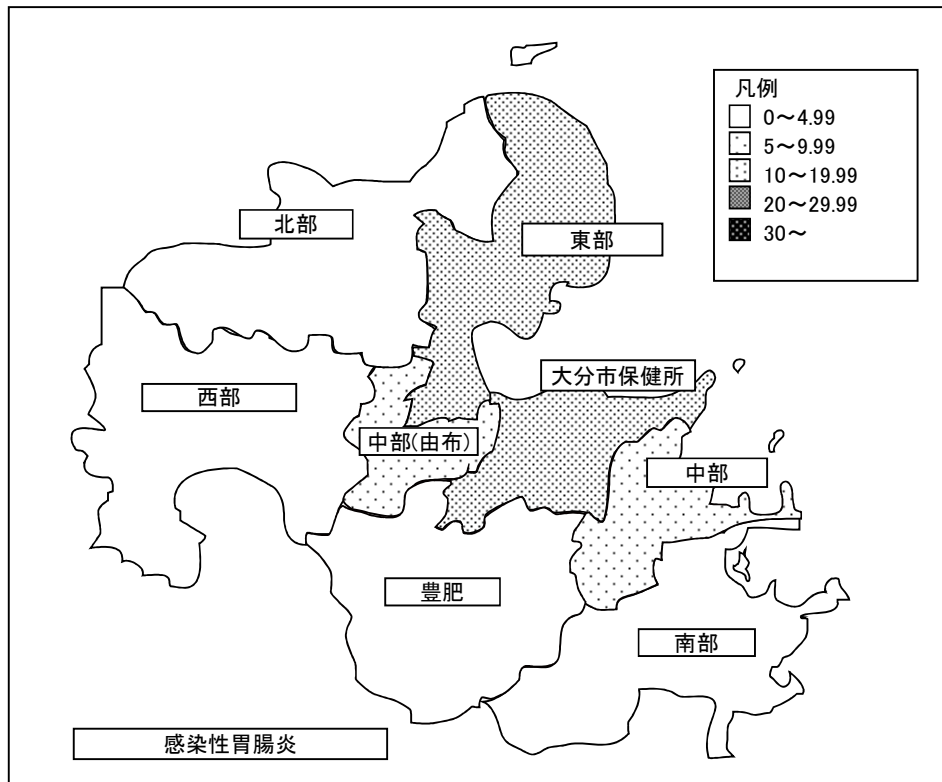 凡例
0～4.99
5～9.99
10～19.99
20～29.99
30～
北部
東部
大分市保健所
西部
中部(由布)
中部
豊肥
南部
感染性胃腸炎